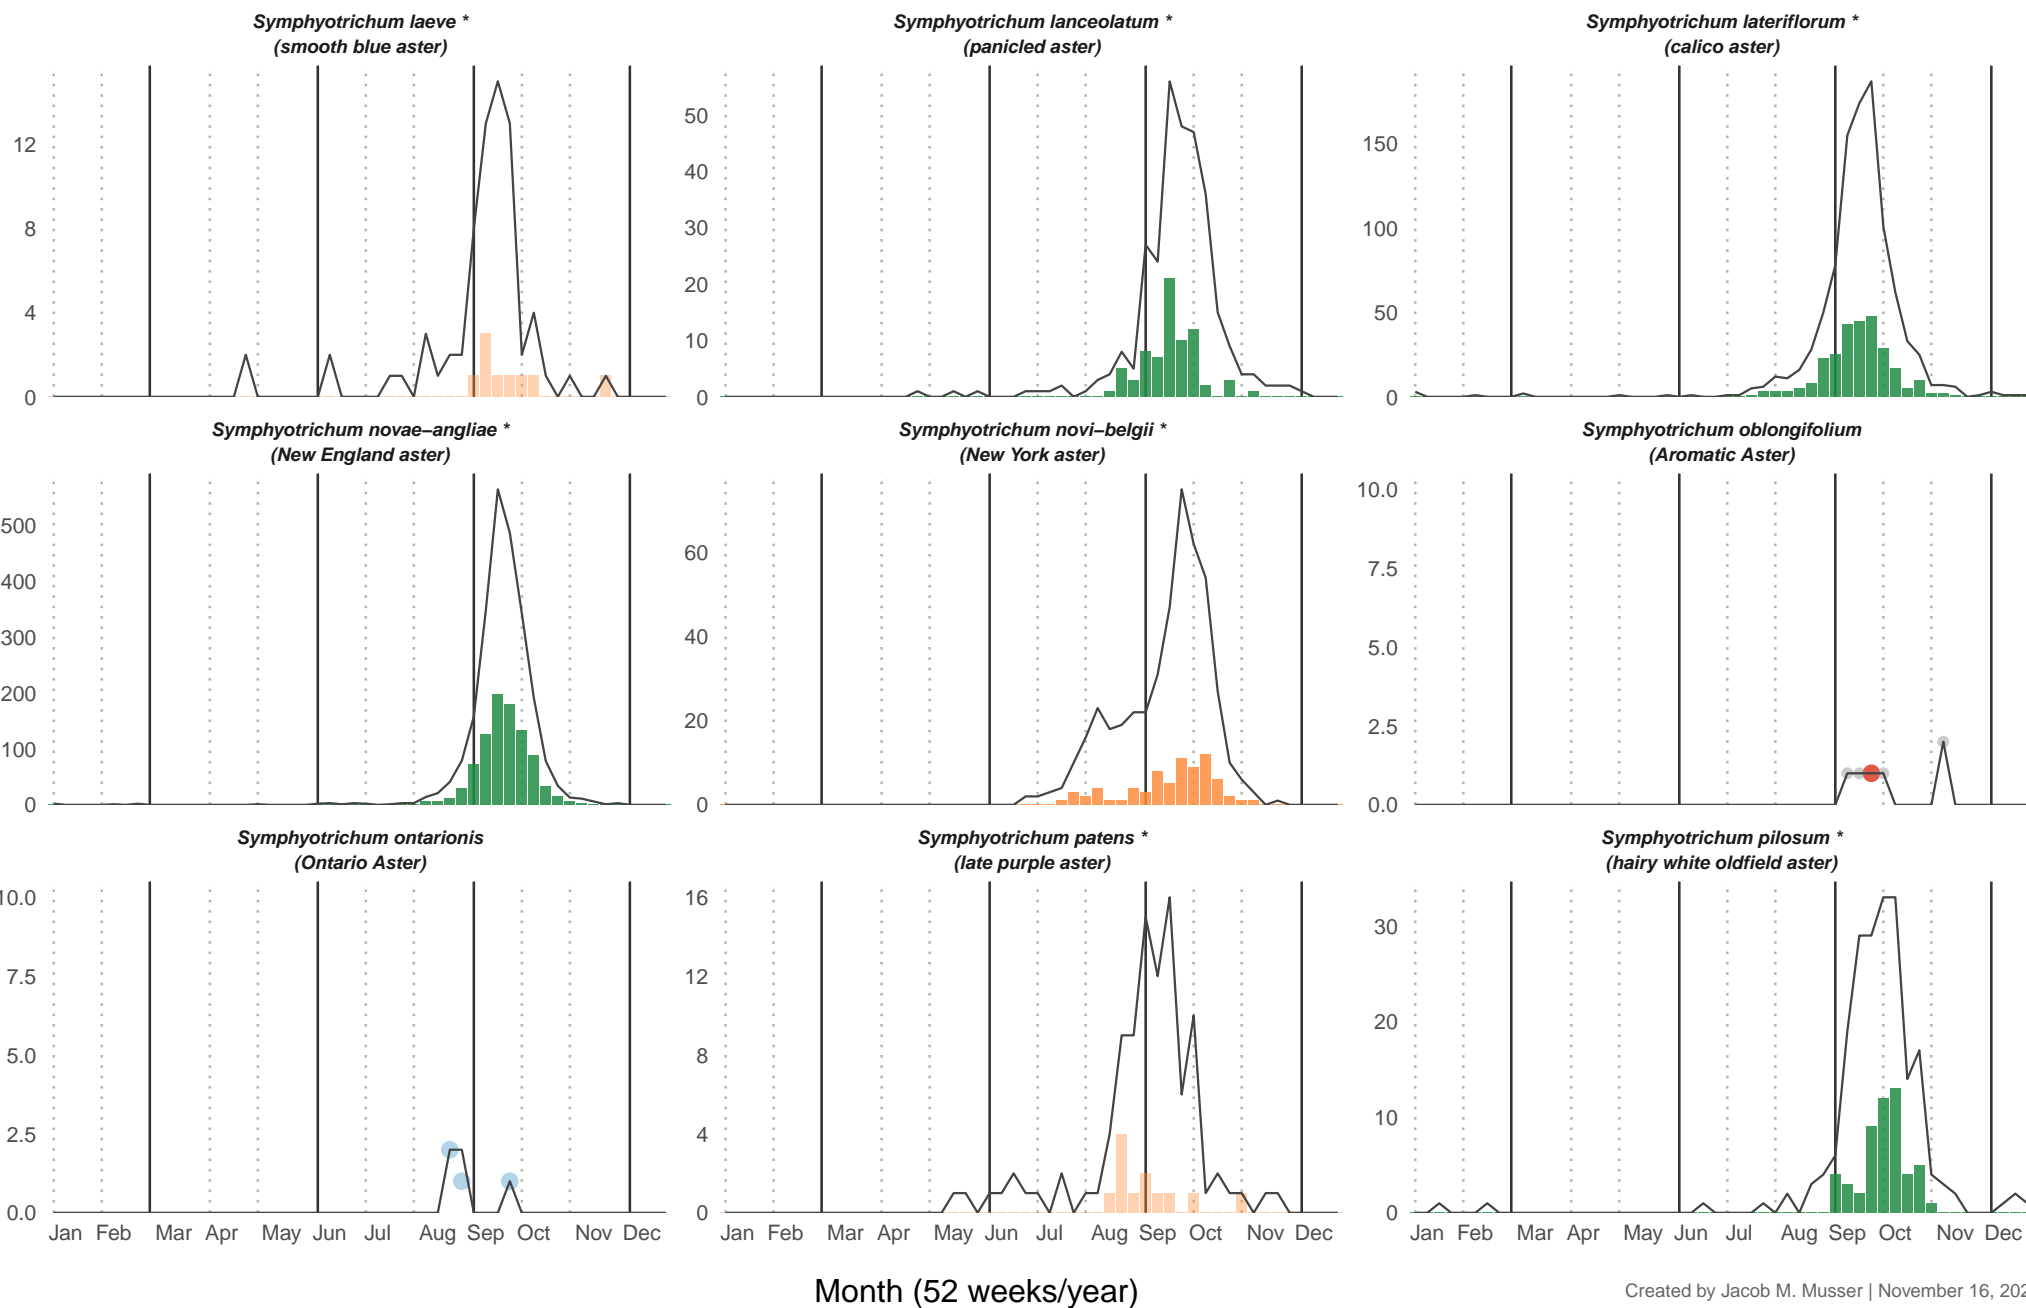 Symphyotrichum laeve *
(smooth blue aster)
Symphyotrichum lanceolatum *
(panicled aster)
Symphyotrichum lateriflorum *
(calico aster)
12
8
4
0
50
40
30
20
10
0
150
100
50
0
Symphyotrichum novae–angliae *
(New England aster)
Symphyotrichum novi–belgii *
(New York aster)
Symphyotrichum oblongifolium
(Aromatic Aster)
500
400
300
200
100
0
60
40
20
0
10.0
7.5
5.0
2.5
0.0
Symphyotrichum ontarionis
(Ontario Aster)
Symphyotrichum patens *
(late purple aster)
Symphyotrichum pilosum *
(hairy white oldfield aster)
10.0
7.5
5.0
2.5
0.0
16
12
8
4
0
30
20
10
0
Jan Feb Mar Apr May Jun Jul Aug Sep Oct Nov Dec
Jan Feb Mar Apr May Jun Jul Aug Sep Oct Nov Dec
Jan Feb Mar Apr May Jun Jul Aug Sep Oct Nov Dec
Month (52 weeks/year)
Created by Jacob M. Musser | November 16,